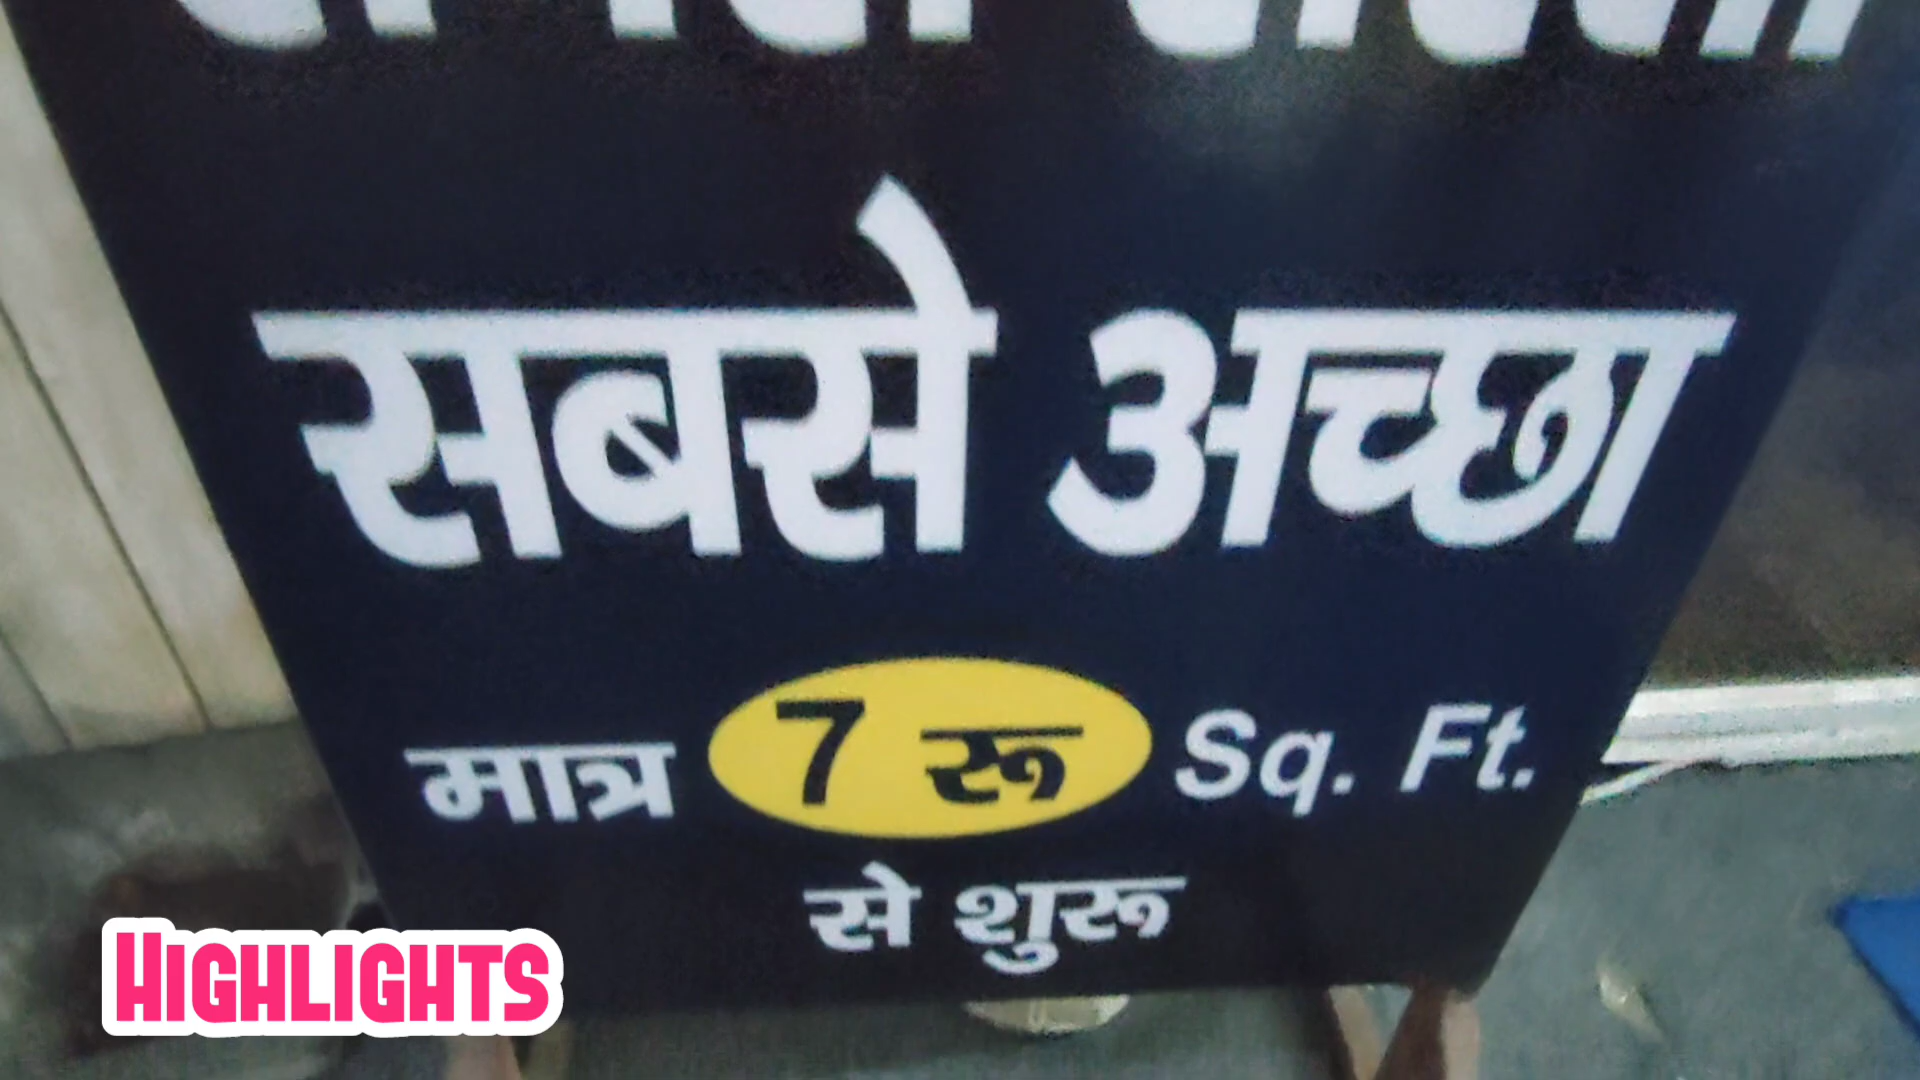 सबसे अच्छा
मात्र 7 रू Sq. Ft.
से शुरू
HIGHLIGHTS